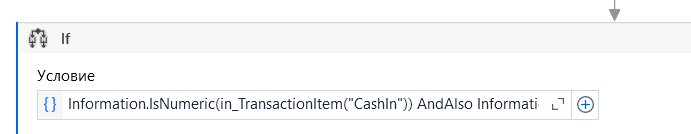 If
Условие
{} Information.IsNumeric(in_TransactionItem("CashIn")) AndAlso Informati